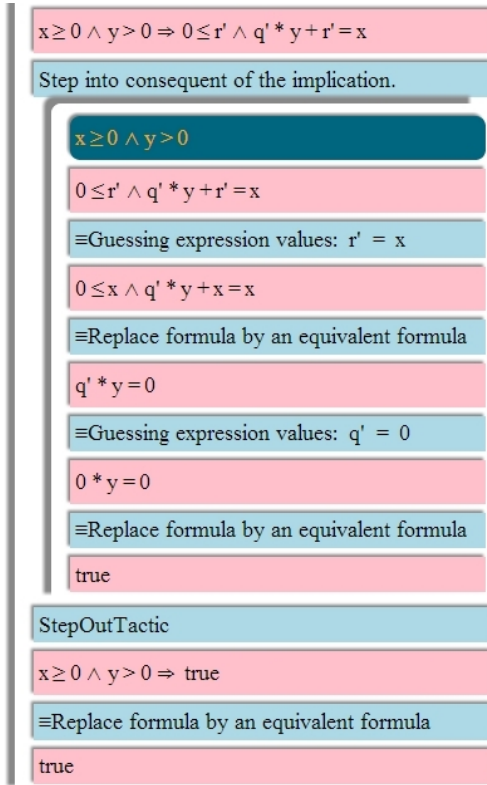 x ≥ 0 ∧ y > 0 ⇒ 0 ≤ r' ∧ q' * y + r' = x
Step into consequent of the implication.
x ≥ 0 ∧ y > 0
0 ≤ r' ∧ q' * y + r' = x
≡Guessing expression values: r' = x
0 ≤ x ∧ q' * y + x = x
≡Replace formula by an equivalent formula
q' * y = 0
≡Guessing expression values: q' = 0
0 * y = 0
≡Replace formula by an equivalent formula
true
StepOutTactic
x ≥ 0 ∧ y > 0 ⇒ true
≡Replace formula by an equivalent formula
true